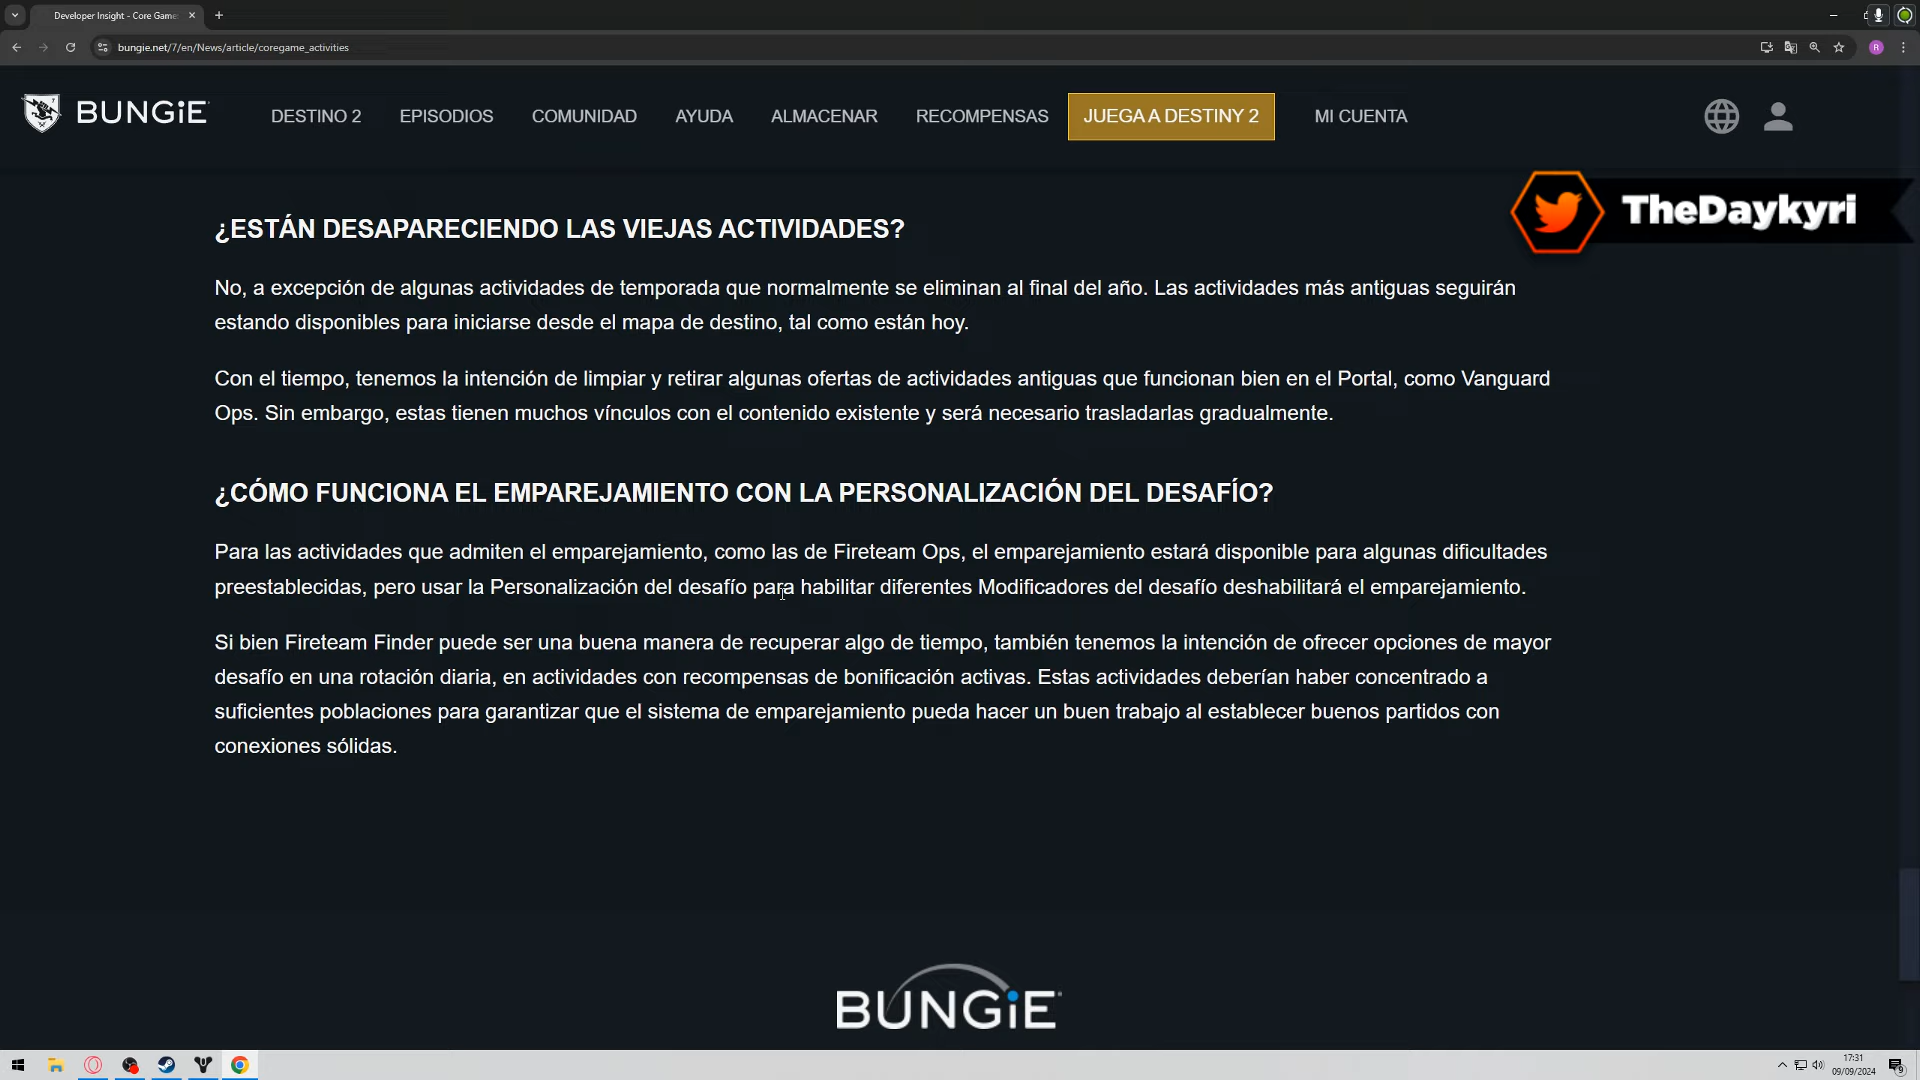 Developer Insight - Core Game
bungie.net/7/en/News/article/coregame_activities
R
BUNGiE
DESTINO 2
EPISODIOS
COMUNIDAD
AYUDA
ALMACENAR
RECOMPENSAS
JUEGA A DESTINY 2
MI CUENTA
TheDaykyri
¿ESTÁN DESAPARECIENDO LAS VIEJAS ACTIVIDADES?
No, a excepción de algunas actividades de temporada que normalmente se eliminan al final del año. Las actividades más antiguas seguirán
estando disponibles para iniciarse desde el mapa de destino, tal como están hoy.
Con el tiempo, tenemos la intención de limpiar y retirar algunas ofertas de actividades antiguas que funcionan bien en el Portal, como Vanguard
Ops. Sin embargo, estas tienen muchos vínculos con el contenido existente y será necesario trasladarlas gradualmente.
¿CÓMO FUNCIONA EL EMPAREJAMIENTO CON LA PERSONALIZACIÓN DEL DESAFÍO?
Para las actividades que admiten el emparejamiento, como las de Fireteam Ops, el emparejamiento estará disponible para algunas dificultades
preestablecidas, pero usar la Personalización del desafío para habilitar diferentes Modificadores del desafío deshabilitará el emparejamiento.
Si bien Fireteam Finder puede ser una buena manera de recuperar algo de tiempo, también tenemos la intención de ofrecer opciones de mayor
desafío en una rotación diaria, en actividades con recompensas de bonificación activas. Estas actividades deberían haber concentrado a
suficientes poblaciones para garantizar que el sistema de emparejamiento pueda hacer un buen trabajo al establecer buenos partidos con
conexiones sólidas.
BUNGiE
17:31
09/09/2024